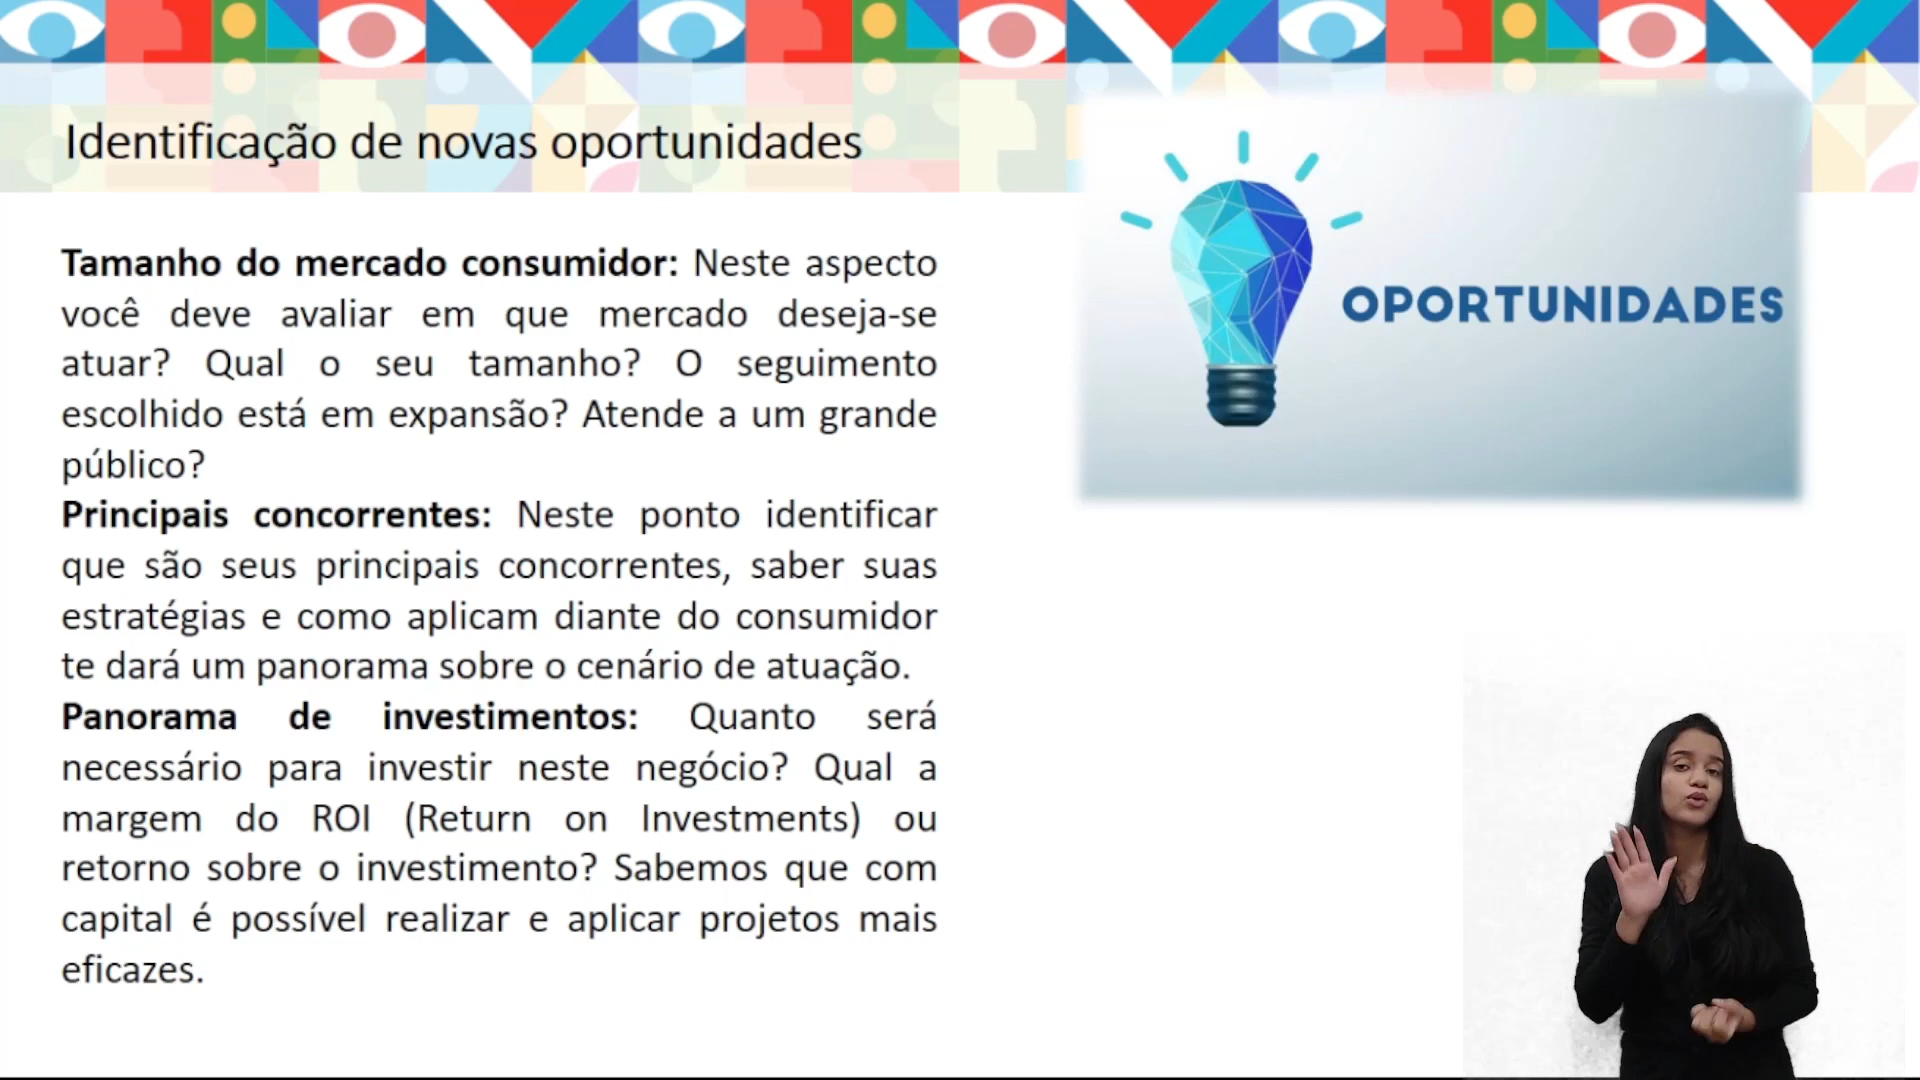 Identificação de novas oportunidades
OPORTUNIDADES
Tamanho do mercado consumidor: Neste aspecto
você deve avaliar em que mercado deseja-se
atuar? Qual o seu tamanho? O seguimento
escolhido está em expansão? Atende a um grande
público?
Principais concorrentes: Neste ponto identificar
que são seus principais concorrentes, saber suas
estratégias e como aplicam diante do consumidor
te dará um panorama sobre o cenário de atuação.
Panorama de investimentos: Quanto será
necessário para investir neste negócio? Qual a
margem do ROI (Return on Investments) ou
retorno sobre o investimento? Sabemos que com
capital é possível realizar e aplicar projetos mais
eficazes.